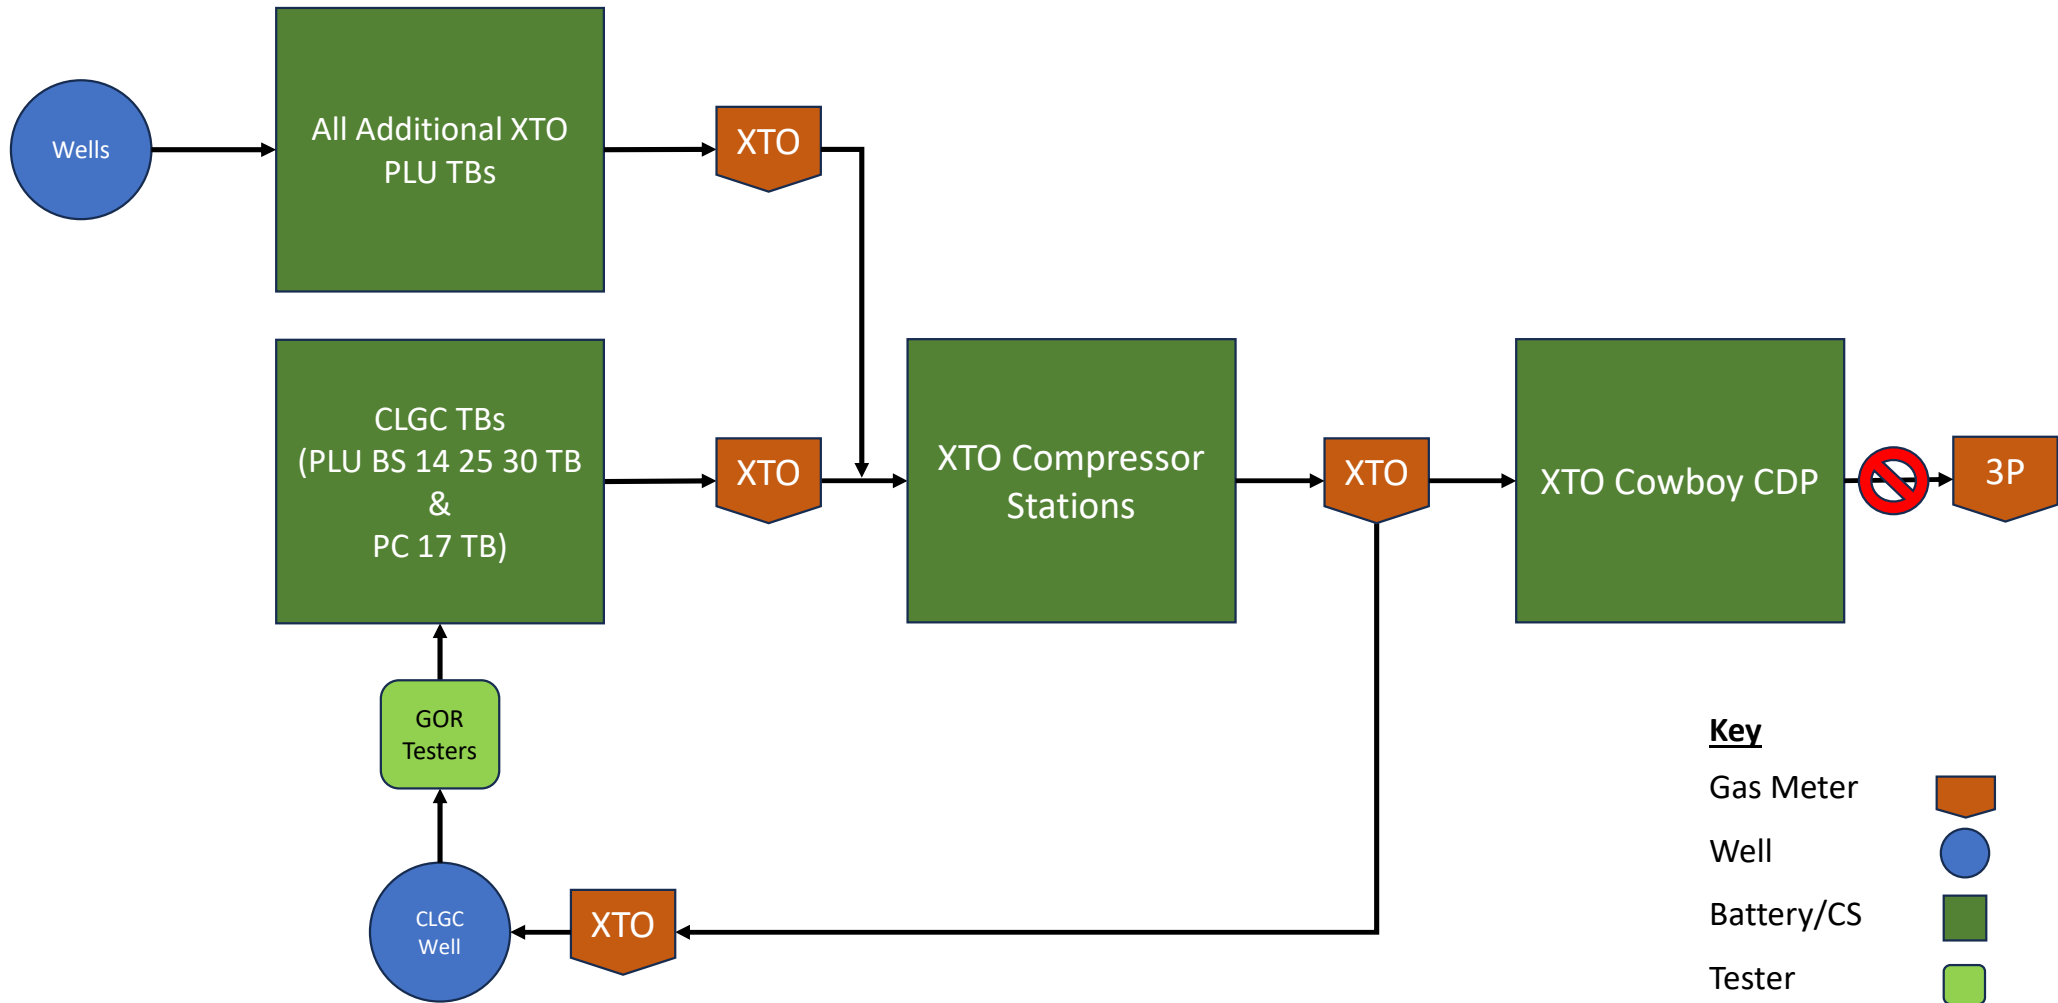 Wells
All Additional XTO
PLU TBs
XTO
CLGC TBs
(PLU BS 14 25 30 TB
&
PC 17 TB)
XTO
XTO Compressor
Stations
XTO
XTO Cowboy CDP
3P
GOR
Testers
CLGC
Well
XTO
Key
Gas Meter
Well
Battery/CS
Tester